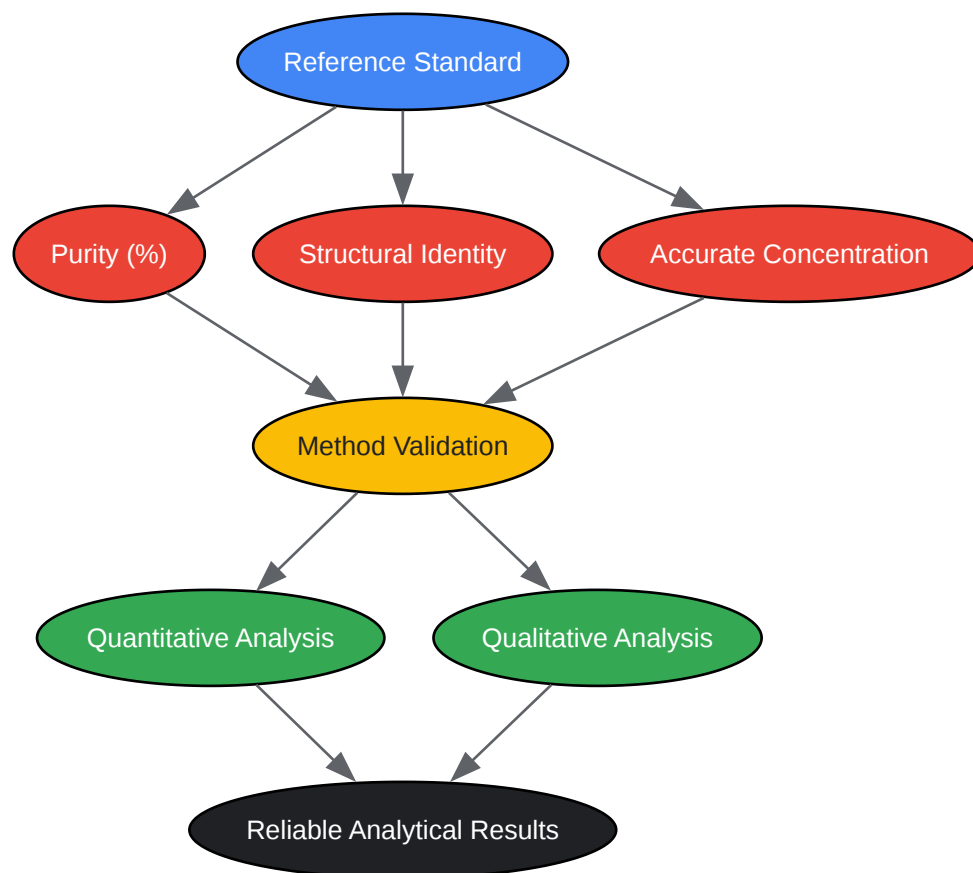 Reference Standard
Purity (%)
Structural Identity
Accurate Concentration
Method Validation
Quantitative Analysis
Qualitative Analysis
Reliable Analytical Results